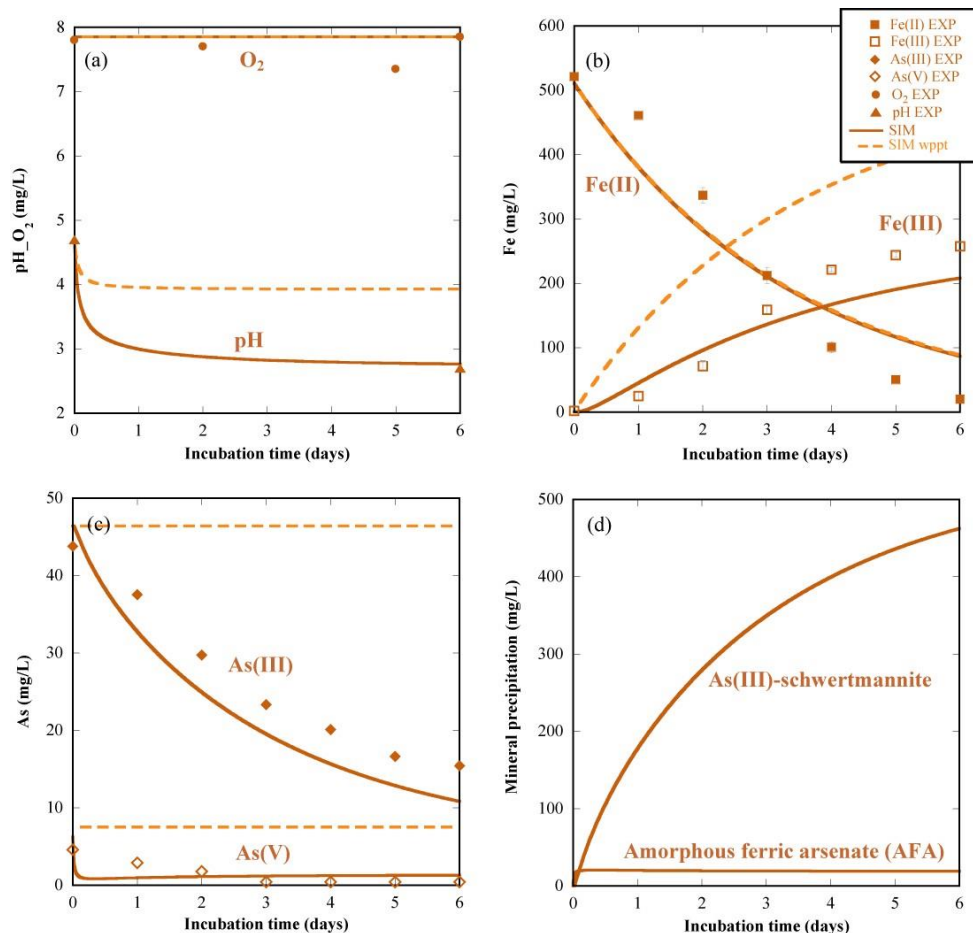 8
7
6
5
4
3
2
pH_O2 (mg/L)
(a)
O2
pH
0 1 2 3 4 5 6
Incubation time (days)
600
500
400
300
200
100
0
Fe (mg/L)
(b)
Fe(II)
Fe(III)
Fe(II) EXP
Fe(III) EXP
As(III) EXP
As(V) EXP
O2 EXP
pH EXP
SIM
SIM wppt
0 1 2 3 4 5 6
Incubation time (days)
50
40
30
20
10
0
As (mg/L)
(c)
As(III)
As(V)
0 1 2 3 4 5 6
Incubation time (days)
500
400
300
200
100
0
Mineral precipitation (mg/L)
(d)
As(III)-schwertmannite
Amorphous ferric arsenate (AFA)
0 1 2 3 4 5 6
Incubation time (days)